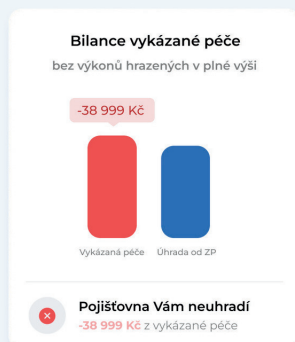 Bilance vykázané péče
bez výkonů hrazených v plné výši
-38 999 Kč
Vykázaná péče Úhrada od ZP
Pojišťovna Vám neuhradí
-38 999 Kč z vykázané péče